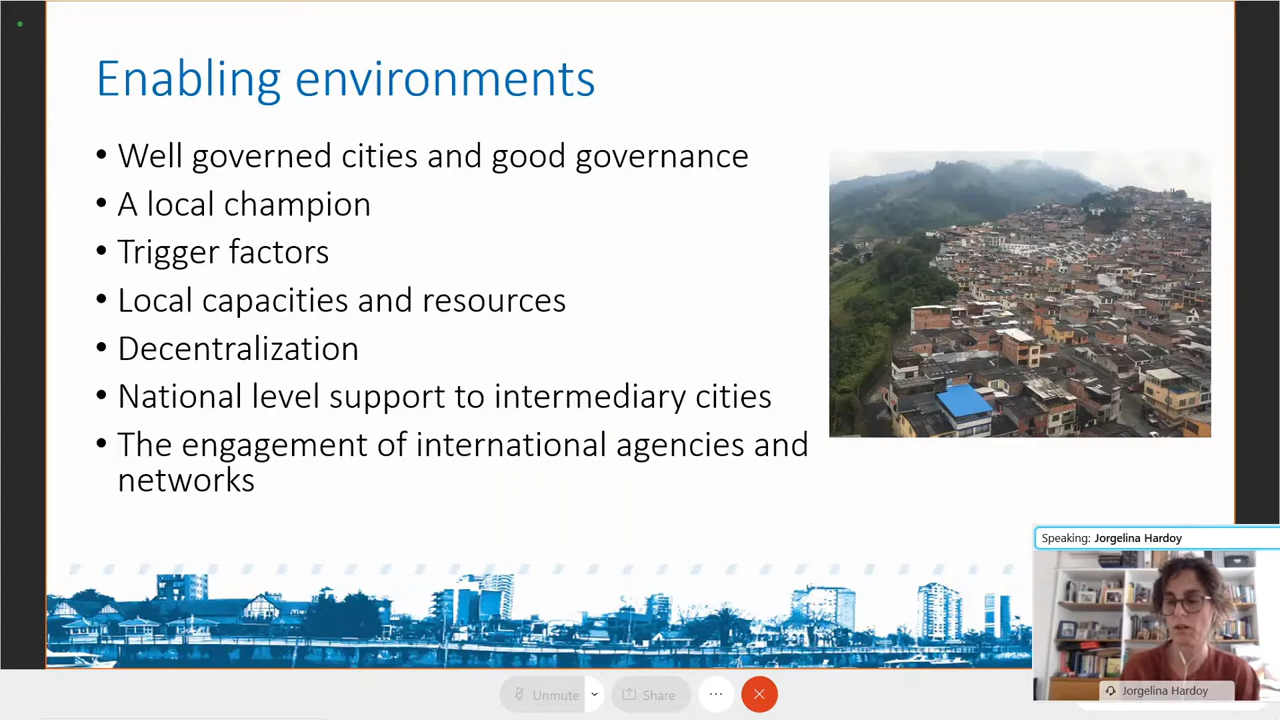 Enabling environments
• Well governed cities and good governance
• A local champion
• Trigger factors
• Local capacities and resources
• Decentralization
• National level support to intermediary cities
• The engagement of international agencies and
networks
Speaking: Jorgelina Hardoy
Jorgelina Hardoy
Unmute
Share